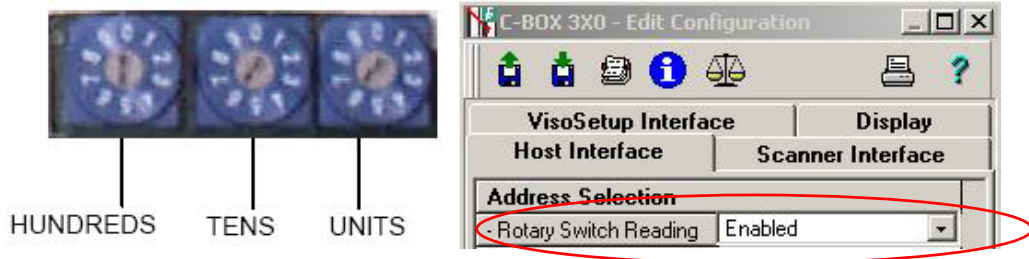 HUNDREDS TENS UNITS
C-BOX 3X0 - Edit Configuration
VisoSetup Interface Display
Host Interface Scanner Interface
Address Selection
- Rotary Switch Reading Enabled